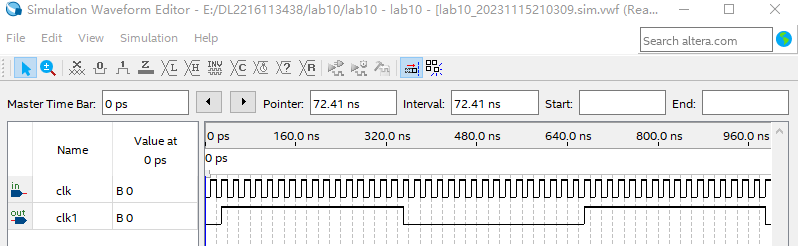 Simulation Waveform Editor - E:/DL2216113438/lab10/lab10 - lab10 - [lab10_20231115210309.sim.vwf (Rea
File Edit View Simulation Help
Search altera.com
Master Time Bar: 0 ps Pointer: 72.41 ns Interval: 72.41 ns Start: End:
Name Value at 0 ps
0 ps 160.0 ns 320.0 ns 480.0 ns 640.0 ns 800.0 ns 960.0 ns
0 ps
in clk B 0
out clk1 B 0